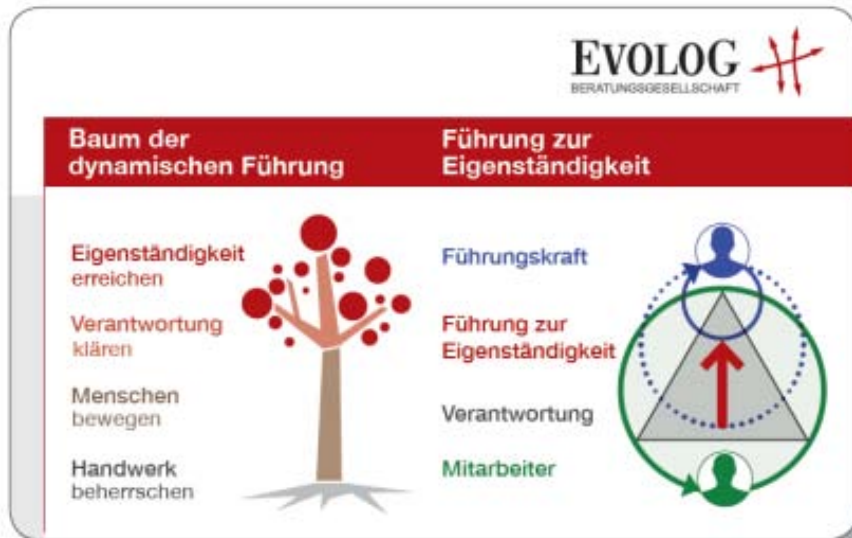 EVOLOG
BERATUNGSGESELLSCHAFT
Baum der
dynamischen Führung
Eigenständigkeit
erreichen
Verantwortung
klären
Menschen
bewegen
Handwerk
beherrschen
Führung zur
Eigenständigkeit
Führungskraft
Führung zur
Eigenständigkeit
Verantwortung
Mitarbeiter